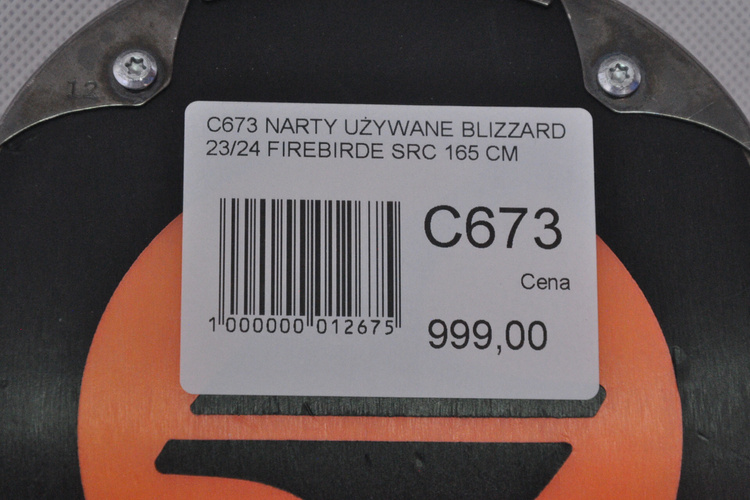 12
C673 NARTY UŻYWANE BLIZZARD
23/24 FIREBIRDE SRC 165 CM
C673
Cena
1 000000 012675
999,00